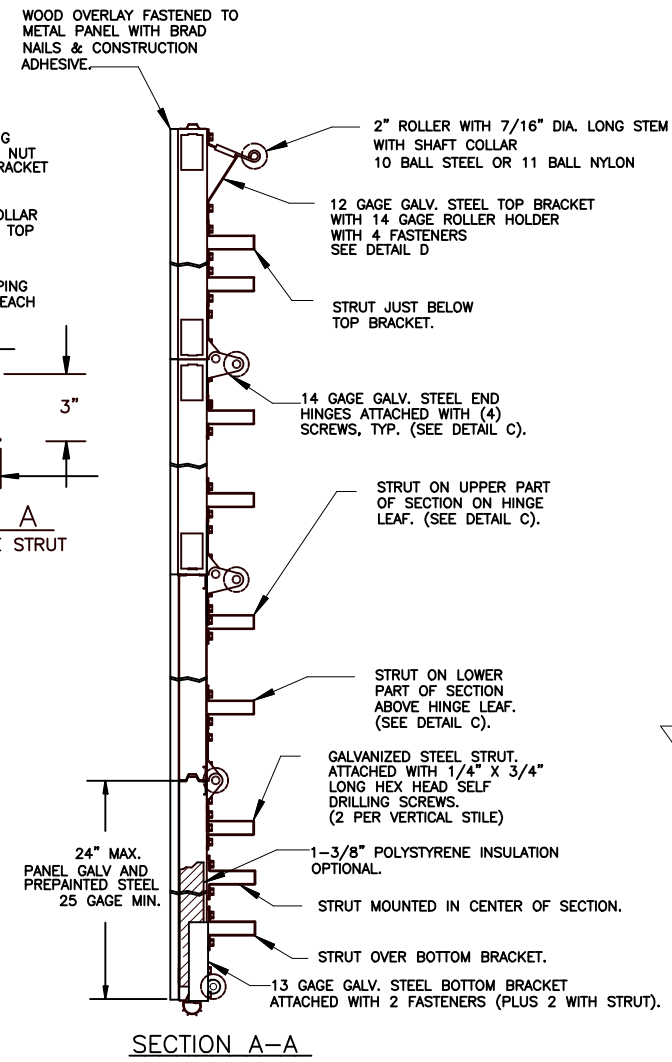 WOOD OVERLAY FASTENED TO
METAL PANEL WITH BRAD
NAILS & CONSTRUCTION
ADHESIVE.
G
NUT
RACKET
OLLAR
TOP
PING
EACH
3"
A
E STRUT
2" ROLLER WITH 7/16" DIA. LONG STEM
WITH SHAFT COLLAR
10 BALL STEEL OR 11 BALL NYLON
12 GAGE GALV. STEEL TOP BRACKET
WITH 14 GAGE ROLLER HOLDER
WITH 4 FASTENERS
SEE DETAIL D
STRUT JUST BELOW
TOP BRACKET.
14 GAGE GALV. STEEL END
HINGES ATTACHED WITH (4)
SCREWS, TYP. (SEE DETAIL C).
STRUT ON UPPER PART
OF SECTION ON HINGE
LEAF. (SEE DETAIL C).
STRUT ON LOWER
PART OF SECTION
ABOVE HINGE LEAF.
(SEE DETAIL C).
GALVANIZED STEEL STRUT.
ATTACHED WITH 1/4" X 3/4"
LONG HEX HEAD SELF
DRILLING SCREWS.
(2 PER VERTICAL STILE)
24" MAX.
PANEL GALV AND
PREPAINTED STEEL
25 GAGE MIN.
1-3/8" POLYSTYRENE INSULATION
OPTIONAL.
STRUT MOUNTED IN CENTER OF SECTION.
STRUT OVER BOTTOM BRACKET.
13 GAGE GALV. STEEL BOTTOM BRACKET
ATTACHED WITH 2 FASTENERS (PLUS 2 WITH STRUT).
SECTION A-A